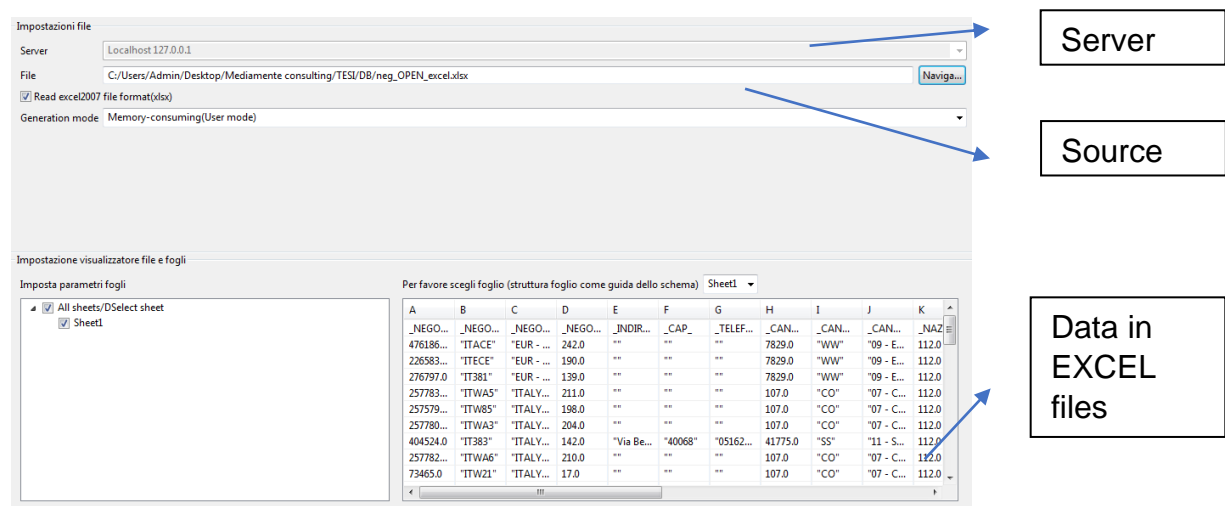 Impostazioni file
Server Localhost 127.0.0.1
File C:/Users/Admin/Desktop/Mediamente consulting/TESI/DB/neg_OPEN_excel.xlsx Naviga...
Read excel2007 file format(xlsx)
Generation mode Memory-consuming(User mode)
Server
Source
Impostazione visualizzatore file e fogli
Imposta parametri fogli
All sheets/DSelect sheet
Sheet1
Per favore scegli foglio (struttura foglio come guida dello schema) Sheet1
A B C D E F G H I J K
_NEGO... _NEGO... _NEGO... _NEGO... _INDIR... _CAP_ _TELEF... _CAN... _CAN... _CAN... _NAZ
476186... "ITACE" "EUR - ... 242.0 "" "" "" 7829.0 "WW" "09 - E... 112.0
226583... "ITECE" "EUR - ... 190.0 "" "" "" 7829.0 "WW" "09 - E... 112.0
276797.0 "IT381" "EUR - ... 139.0 "" "" "" 7829.0 "WW" "09 - E... 112.0
257783... "ITWA5" "ITALY... 211.0 "" "" "" 107.0 "CO" "07 - C... 112.0
257579... "ITW85" "ITALY... 198.0 "" "" "" 107.0 "CO" "07 - C... 112.0
257780... "ITWA3" "ITALY... 204.0 "" "" "" 107.0 "CO" "07 - C... 112.0
404524.0 "IT383" "ITALY... 142.0 "Via Be... "40068" "05162... 41775.0 "SS" "11 - S... 112.0
257782... "ITWA6" "ITALY... 210.0 "" "" "" 107.0 "CO" "07 - C... 112.0
73465.0 "ITW21" "ITALY... 17.0 "" "" "" 107.0 "CO" "07 - C... 112.0
Data in
EXCEL
files